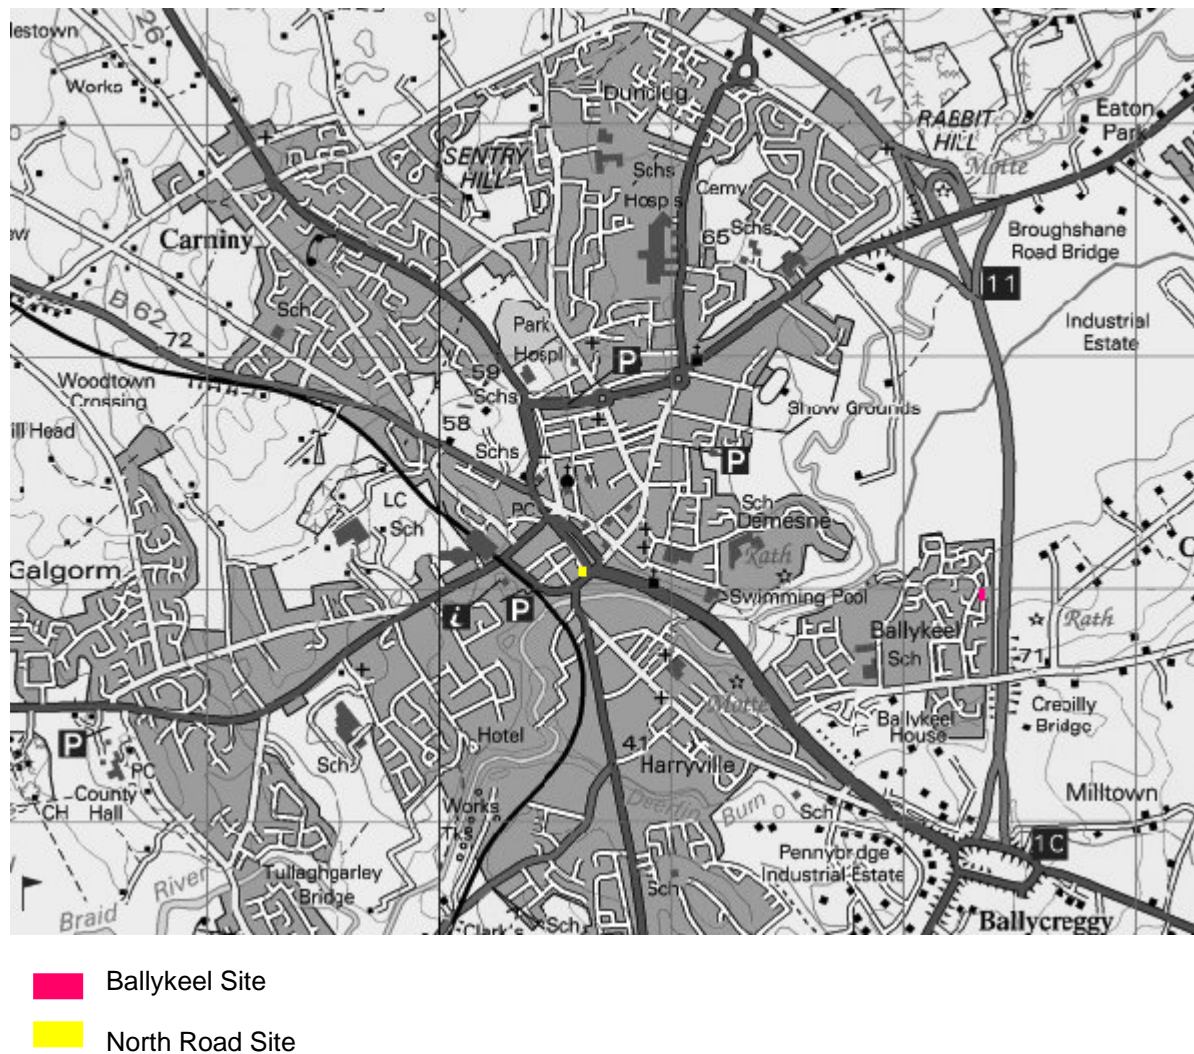 lestown
26
Works
Dunclug
SENTRY
HILL
Schs
Hosp s
Cemy
65
Schs
M
RABBIT
HILL
Motte
Eaton
Park
Broughshane
Road Bridge
11
Industrial
Estate
ew
Carniny
B 62
72
Sch
Park
Hospl
P
59
Schs
58
Schs
Woodtown
Crossing
ill Head
Show Grounds
P
LC
Sch
PC
Sch
Demesne
Rath
Galgorm
i
P
Swimming Pool
Ballykeel
Sch
Rath
71
Motte
Crebilly
Bridge
Ballykeel
House
Hotel
41
Harryville
P
PC
Sch
County
Hall
CH
Works
Tks
Deerfin Burn
Sch
Milltown
10
Pennybridge
Industrial Estate
Tullaghgarley
Bridge
River
Braid
Sch
Clark's
Sch
Ballycreggy
Ballykeel Site
North Road Site